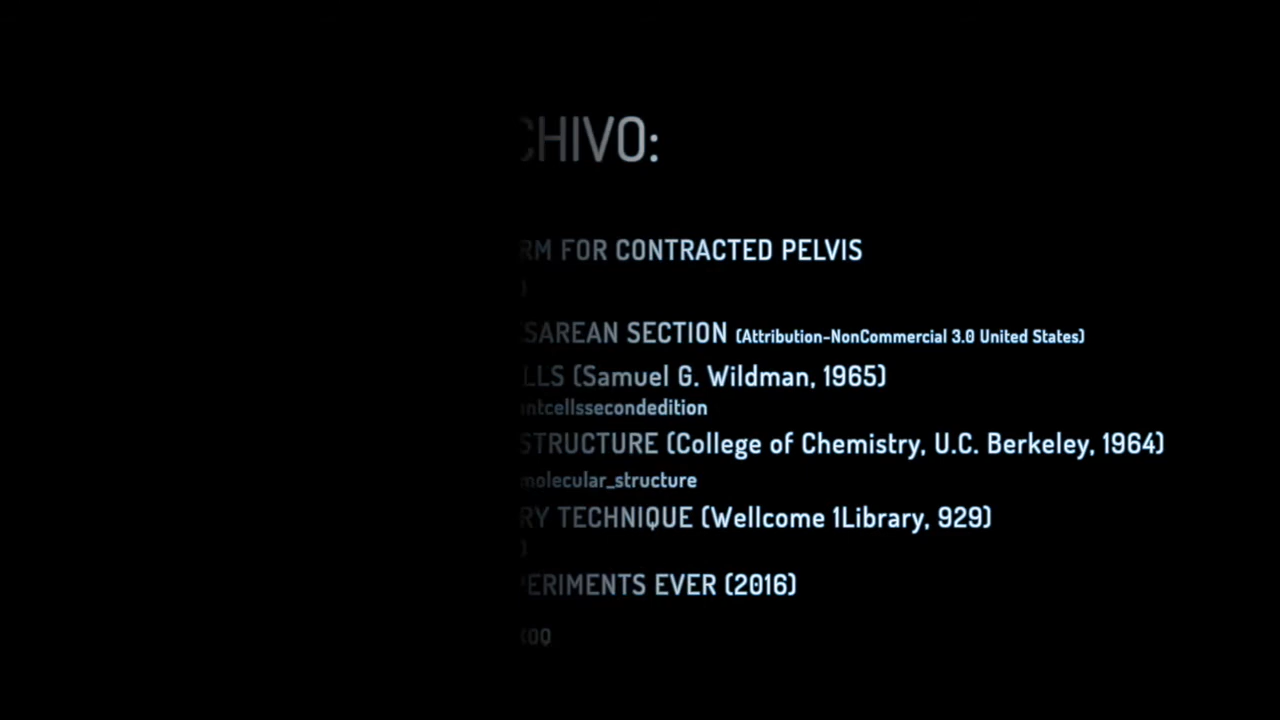 CHIVO:
RM FOR CONTRACTED PELVIS
SAREAN SECTION (Attribution-NonCommercial 3.0 United States)
LLS (Samuel G. Wildman, 1965)
ntcellssecondedition
STRUCTURE (College of Chemistry, U.C. Berkeley, 1964)
molecular_structure
RY TECHNIQUE (Wellcome 1Library, 929)
PERIMENTS EVER (2016)